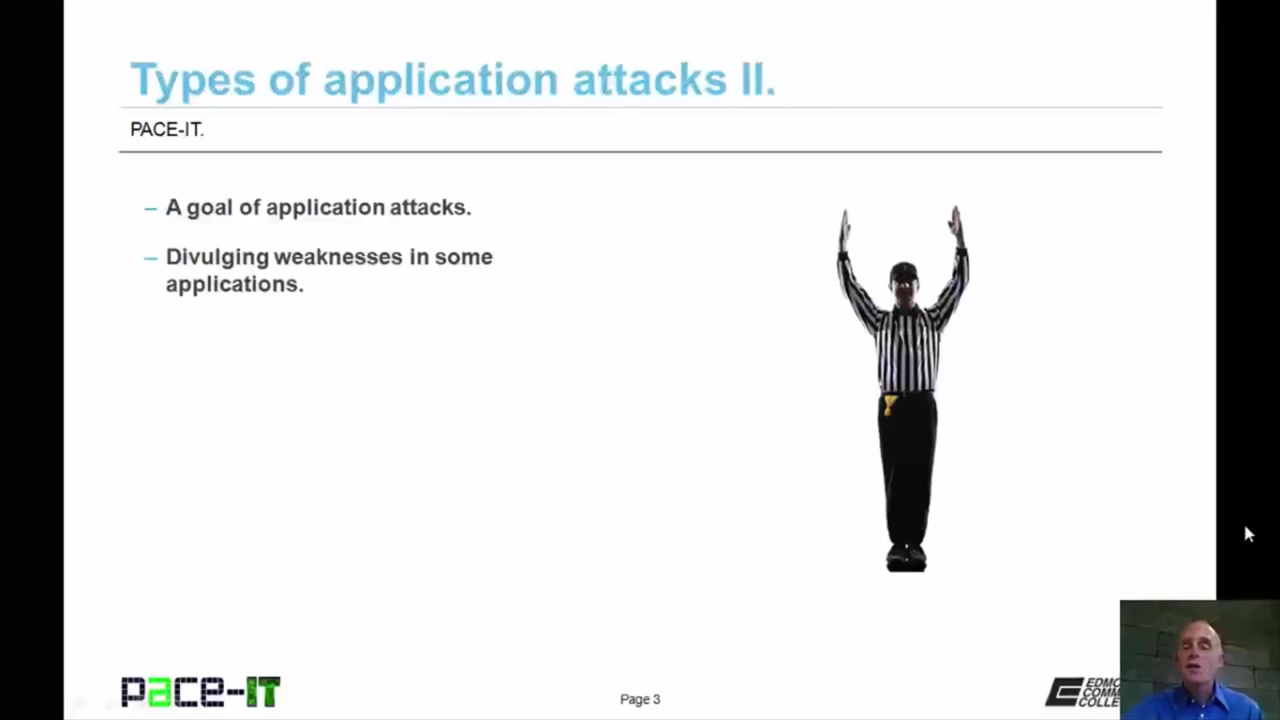 Types of application attacks II.
PACE-IT.
– A goal of application attacks.
– Divulging weaknesses in some
applications.
pace-IT
Page 3